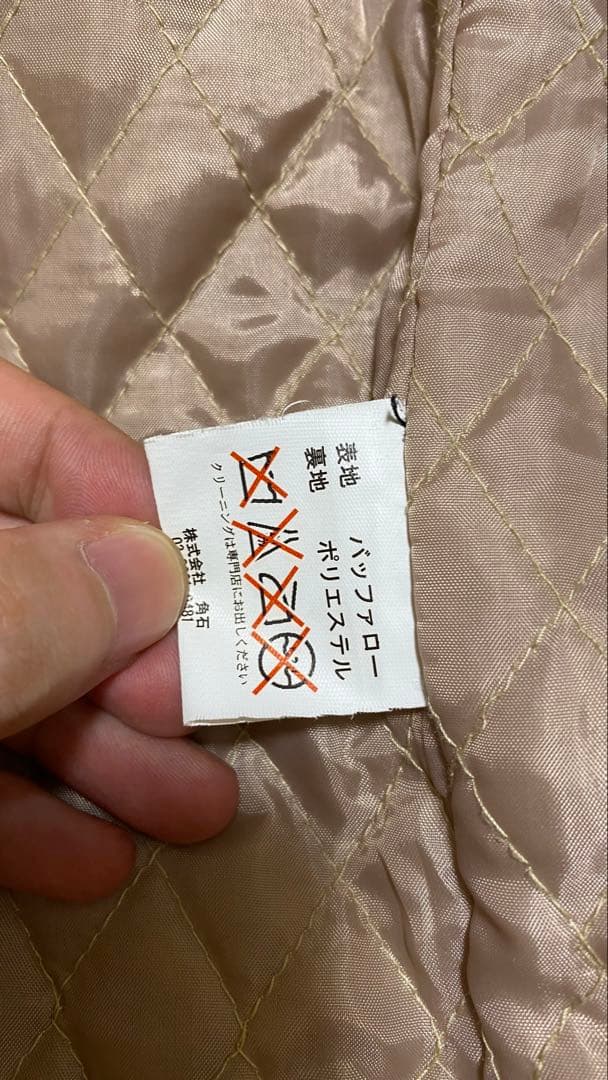 表地 バッファロー
裏地 ポリエステル
クリーニングは専門店にお出しください
株式会社 角石